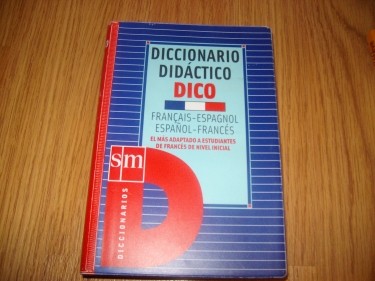 DICCIONARIO
DIDÁCTICO
DICO
FRANÇAIS-ESPAGNOL
ESPAÑOL-FRANCÉS
EL MÁS ADAPTADO A ESTUDIANTES
DE FRANCÉS DE NIVEL INICIAL
sm
DICCIONARIOS